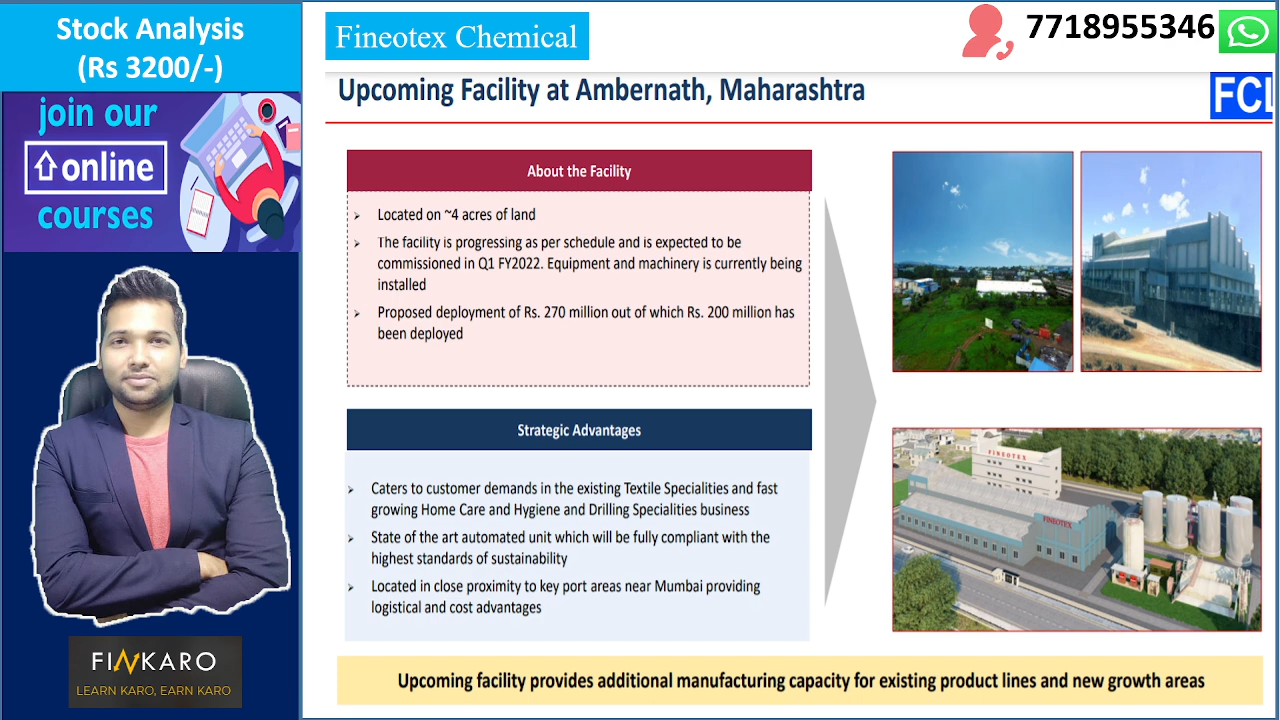 Stock Analysis
(Rs 3200/-)
join our
online
courses
FINKARO
LEARN KARO, EARN KARO
Fineotex Chemical
7718955346
Upcoming Facility at Ambernath, Maharashtra
FCL
About the Facility
➢ Located on ~4 acres of land
➢ The facility is progressing as per schedule and is expected to be
commissioned in Q1 FY2022. Equipment and machinery is currently being
installed
➢ Proposed deployment of Rs. 270 million out of which Rs. 200 million has
been deployed
Strategic Advantages
➢ Caters to customer demands in the existing Textile Specialities and fast
growing Home Care and Hygiene and Drilling Specialities business
➢ State of the art automated unit which will be fully compliant with the
highest standards of sustainability
➢ Located in close proximity to key port areas near Mumbai providing
logistical and cost advantages
FINEOTEX
FINEOTEX
Upcoming facility provides additional manufacturing capacity for existing product lines and new growth areas